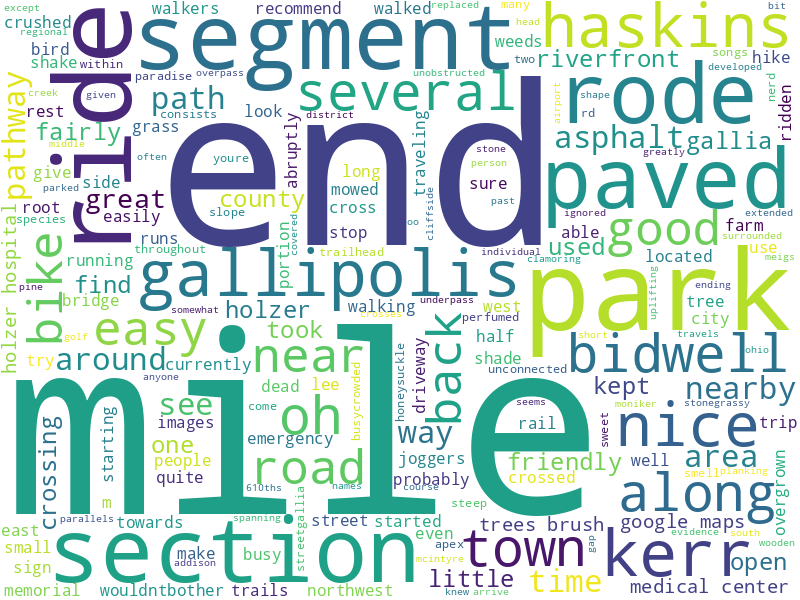 except
walkers
recommend
walked
replaced
many
head
bit
crushed
regional
ride
segment
haskins
weeds
two
songs
developed
bird
within
paradise
overpass
unobstructed
riverfront
hike
shake
creek
given
path
several
rode
airport
shape
nerd
ridden
pathway
rest
consists
look
district
stone
rd
fairly
grass
often
youre
person
asphalt
gallia
middle
end
abruptly
traveling
greatly
give
side
parked
long
mowed
sure
past
paved
great
county
cross
root
easily
slope
covered
oo
cliffside
ignored
able
extended
farm
species
runs
stop
individual
used
good
surrounded
use
throughout
portion
trailhead
clamoring
located
meigs
running
find
gallipolis
park
uplifting
tree
ending
pine
bike
bridge
somewhat
walking
underpass
west
perfumed
city
travels
holzer hospital
holzer
crosses
golf
easy
took
near
half
short
ohio
try
around
currently
dead
lee
honeysuckle
driveway
back
shade
unconnected
bidwell
anyone
come
busycrowded
kept
nearby
see
images
oh
seems
sweet
moniker
stonegrassy
trip
mile
crossing
starting
one
emergency
way
rail
nice
area
people
road
joggers
friendly
well
smell
planking
quite
610ths
names
course
probably
crossed
steep
along
overgrown
m
parallels
towards
spanning
streetgallia
street
started
trees brush
google maps
evidence
south
wooden
east
section
busy
even
apex
town
gap
kerr
open
small
make
addison
mcintyre
sign
little
time
medical center
memorial
wouldntbother
trails
northwest
knew
arrive